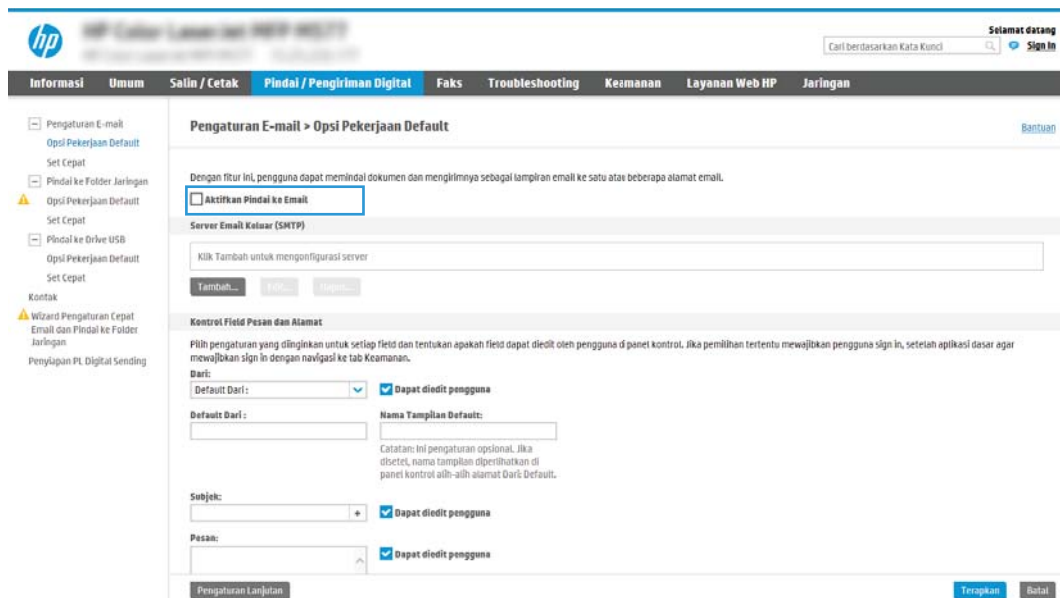 hp
Selamat datang
Cari berdasarkan Kata Kunci
Sign In
Informasi Umum Salin / Cetak Pindai / Pengiriman Digital Faks Troubleshooting Keamanan Layanan Web HP Jaringan
Pengaturan E-mail
Opsi Pekerjaan Default
Set Cepat
Pindai ke Folder Jaringan
Opsi Pekerjaan Default
Set Cepat
Pindai ke Drive USB
Opsi Pekerjaan Default
Set Cepat
Kontak
Wizard Pengaturan Cepat
Email dan Pindai ke Folder
Jaringan
Penyiapan PL Digital Sending
Pengaturan E-mail > Opsi Pekerjaan Default
Bantuan
Dengan fitur ini, pengguna dapat memindai dokumen dan mengirimnya sebagai lampiran email ke satu atau beberapa alamat email.
Aktifkan Pindai ke Email
Server Email Keluar (SMTP)
Klik Tambah untuk mengonfigurasi server
Tambah...
Kontrol Field Pesan dan Alamat
Pilih pengaturan yang diinginkan untuk setiap field dan tentukan apakah field dapat diedit oleh pengguna di panel kontrol. Jika pemilihan tertentu mewajibkan pengguna sign in, setelah aplikasi dasar agar
mewajibkan sign in dengan navigasi ke tab Keamanan.
Dari:
Default Dari :
Dapat diedit pengguna
Default Dari :
Nama Tampilan Default:
Catatan: Ini pengaturan opsional. Jika
disetel, nama tampilan diperlihatkan di
panel kontrol alih-alih alamat Dari: Default.
Subjek:
Dapat diedit pengguna
Pesan:
Dapat diedit pengguna
Pengaturan Lanjutan
Terapkan
Batal